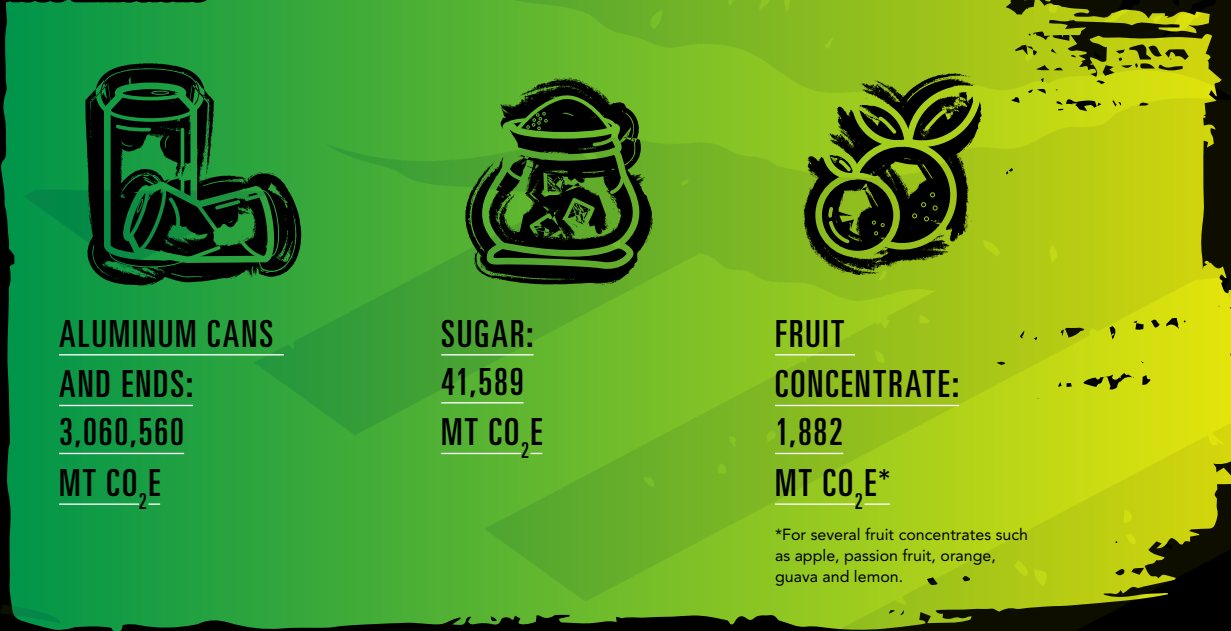 ALUMINUM CANS
AND ENDS:
3,060,560
MT CO₂E
SUGAR:
41,589
MT CO₂E
FRUIT
CONCENTRATE:
1,882
MT CO₂E*
*For several fruit concentrates such
as apple, passion fruit, orange,
guava and lemon.